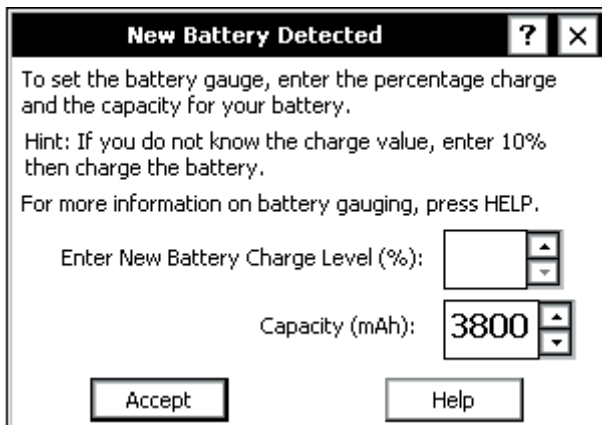 New Battery Detected ? ×
To set the battery gauge, enter the percentage charge
and the capacity for your battery.
Hint: If you do not know the charge value, enter 10%
then charge the battery.
For more information on battery gauging, press HELP.
Enter New Battery Charge Level (%):
Capacity (mAh): 3800
Accept Help